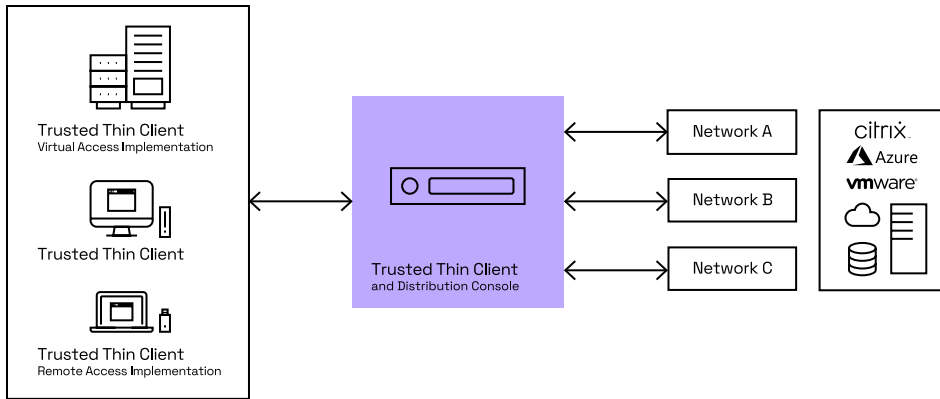 Trusted Thin Client
Virtual Access Implementation
Trusted Thin Client
Trusted Thin Client
Remote Access Implementation
Trusted Thin Client
and Distribution Console
Network A
Network B
Network C
citrix
Azure
vmware